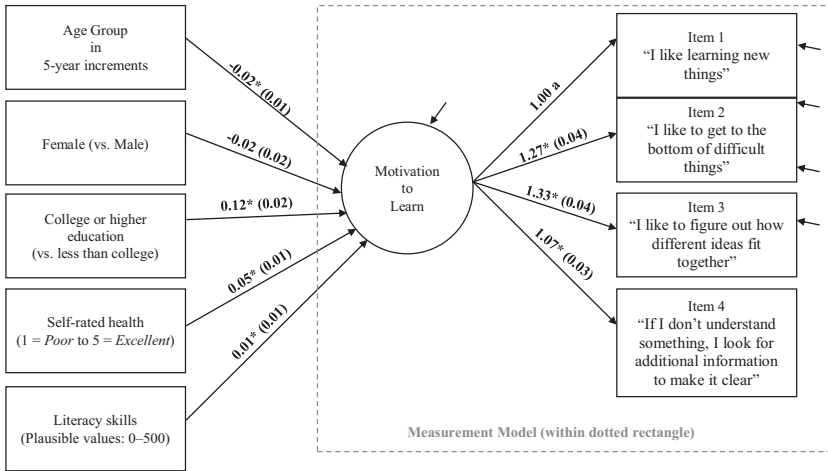 Age Group
in
5-year increments
Female (vs. Male)
College or higher
education
(vs. less than college)
Self-rated health
(1 = Poor to 5 = Excellent)
Literacy skills
(Plausible values: 0–500)
-0.02* (0.01)
-0.02 (0.02)
0.12* (0.02)
0.05* (0.01)
0.01* (0.01)
Motivation
to
Learn
1.00 a
1.27* (0.04)
1.33* (0.04)
1.07* (0.03)
Item 1
“I like learning new
things”
Item 2
“I like to get to the
bottom of difficult
things”
Item 3
“I like to figure out how
different ideas fit
together”
Item 4
“If I don’t understand
something, I look for
additional information
to make it clear”
Measurement Model (within dotted rectangle)